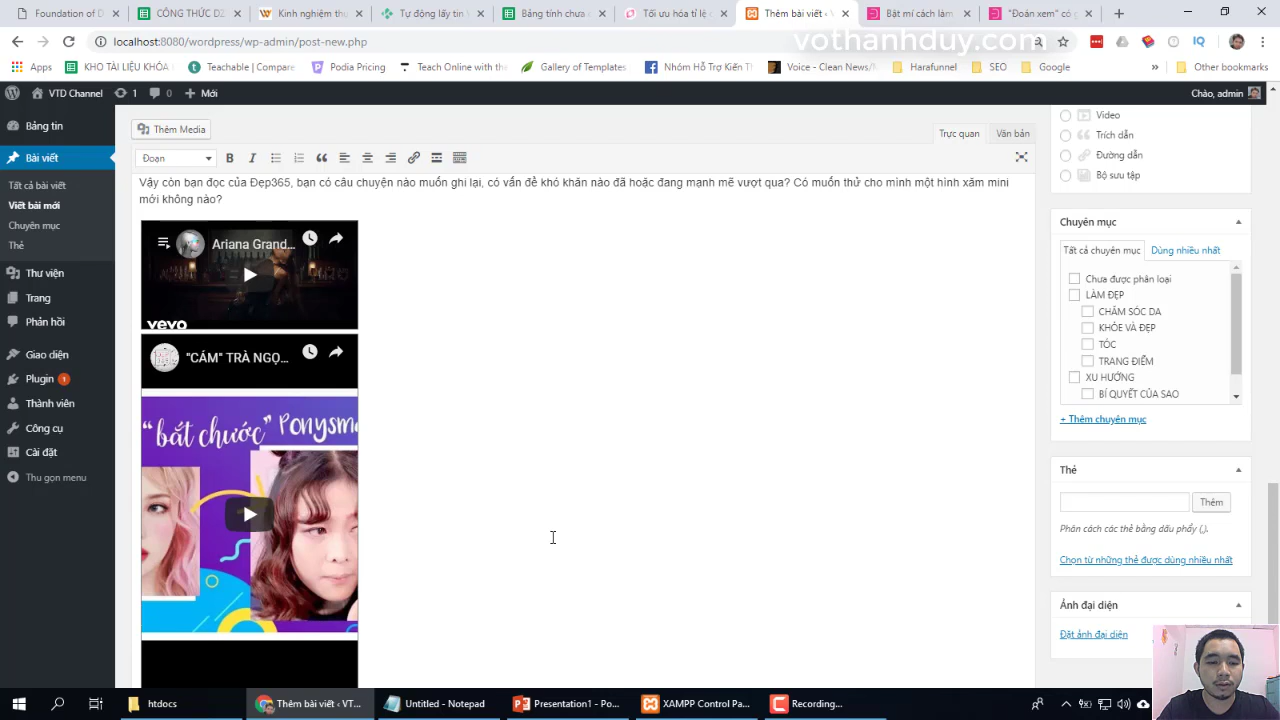 Foundation of D
CÔNG THỨC DZ
Kinh nghiệm thu
Tự động lấy tin
Bảng tính chưa
Tối ưu hóa tỉ lệ
Thêm bài viết ‹
Bật mí cách làm
"Đoán xem" cô
localhost:8080/wordpress/wp-admin/post-new.php
vothanhduy.com
Apps
KHO TÀI LIỆU KHÓA
Teachable | Compare
Podia Pricing
Teach Online with the
Gallery of Templates
Nhóm Hỗ Trợ Kiến Th
Voice - Clean News/M
Harafunnel
SEO
Google
»
Other bookmarks
VTD Channel
1
0
+ Mới
Chào, admin
Bảng tin
Bài viết
Tất cả bài viết
Viết bài mới
Chuyên mục
Thẻ
Thư viện
Trang
Phản hồi
Giao diện
Plugin 1
Thành viên
Công cụ
Cài đặt
Thu gọn menu
Thêm Media
Trực quan
Văn bản
Đoạn
B
I
Vậy còn bạn đọc của Đẹp365, bạn có câu chuyện nào muốn ghi lại, có vấn đề khó khăn nào đã hoặc đang mạnh mẽ vượt qua? Có muốn thử cho mình một hình xăm mini
mới không nào?
Ariana Grand...
vevo
"CÁM" TRÀ NGỌ...
"bắt chước" Ponysm
Video
Trích dẫn
Đường dẫn
Bộ sưu tập
Chuyên mục
Tất cả chuyên mục
Dùng nhiều nhất
Chưa được phân loại
LÀM ĐẸP
CHĂM SÓC DA
KHỎE VÀ ĐẸP
TÓC
TRANG ĐIỂM
XU HƯỚNG
BÍ QUYẾT CỦA SAO
+ Thêm chuyên mục
Thẻ
Thêm
Phân cách các thẻ bằng dấu phẩy (,).
Chọn từ những thẻ được dùng nhiều nhất
Ảnh đại diện
Đặt ảnh đại diện
htdocs
Thêm bài viết ‹ VT...
Untitled - Notepad
Presentation1 - Po...
XAMPP Control Pa...
Recording...